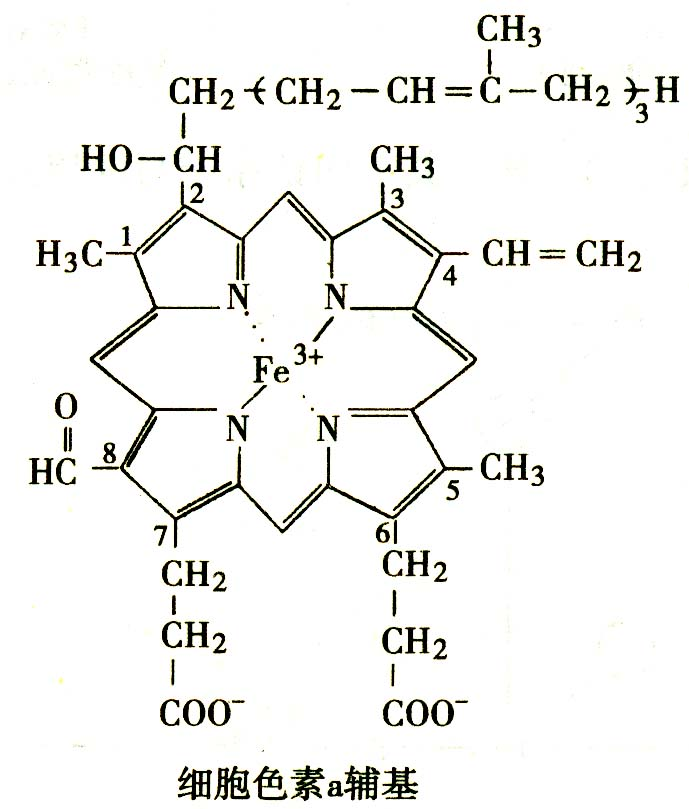 CH3
CH2-(CH2-CH=C-CH2)3H
HO-CH
CH3
2
3
H3C
1
4
CH=CH2
N
N
Fe3+
O
HC
8
N
N
5
CH3
7
6
CH2
CH2
CH2
CH2
COO-
COO-
细胞色素a辅基